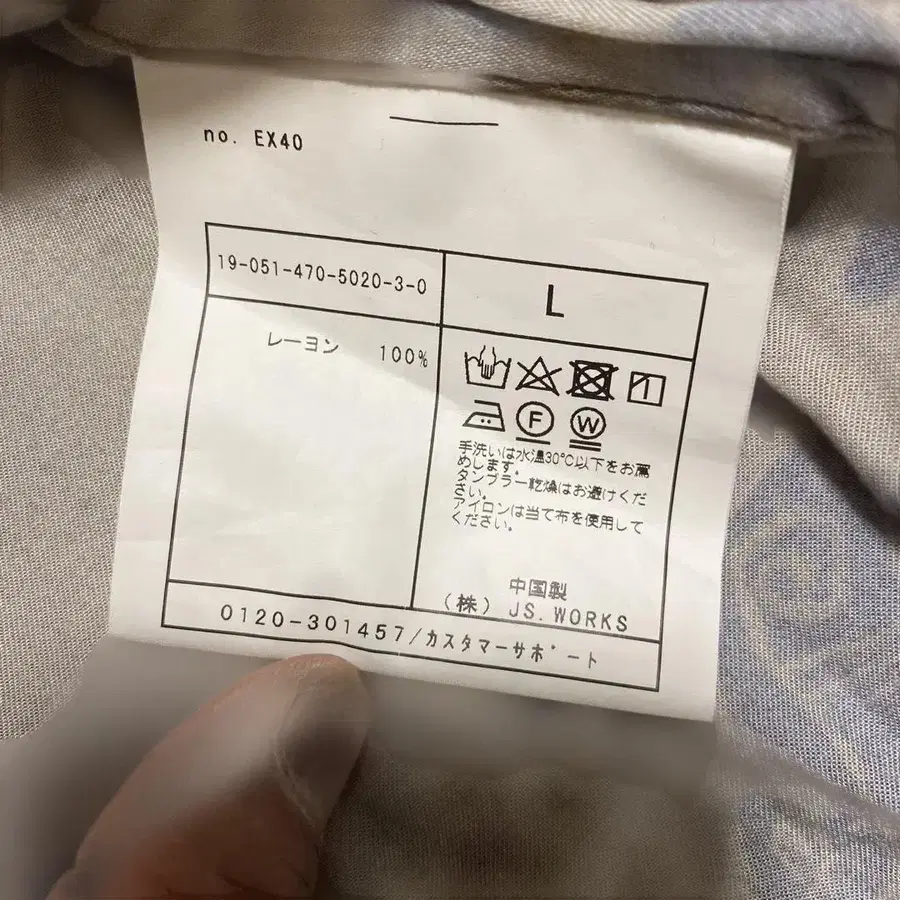 no. EX40
19-051-470-5020-3-0
L
レーヨン 100%
F W
手洗いは水温30℃以下をお薦
めします。
タンブラー乾燥はお避けくだ
さい。
アイロンは当て布を使用して
ください。
中国製
(株) JS.WORKS
0120-301457/カスタマーサポート